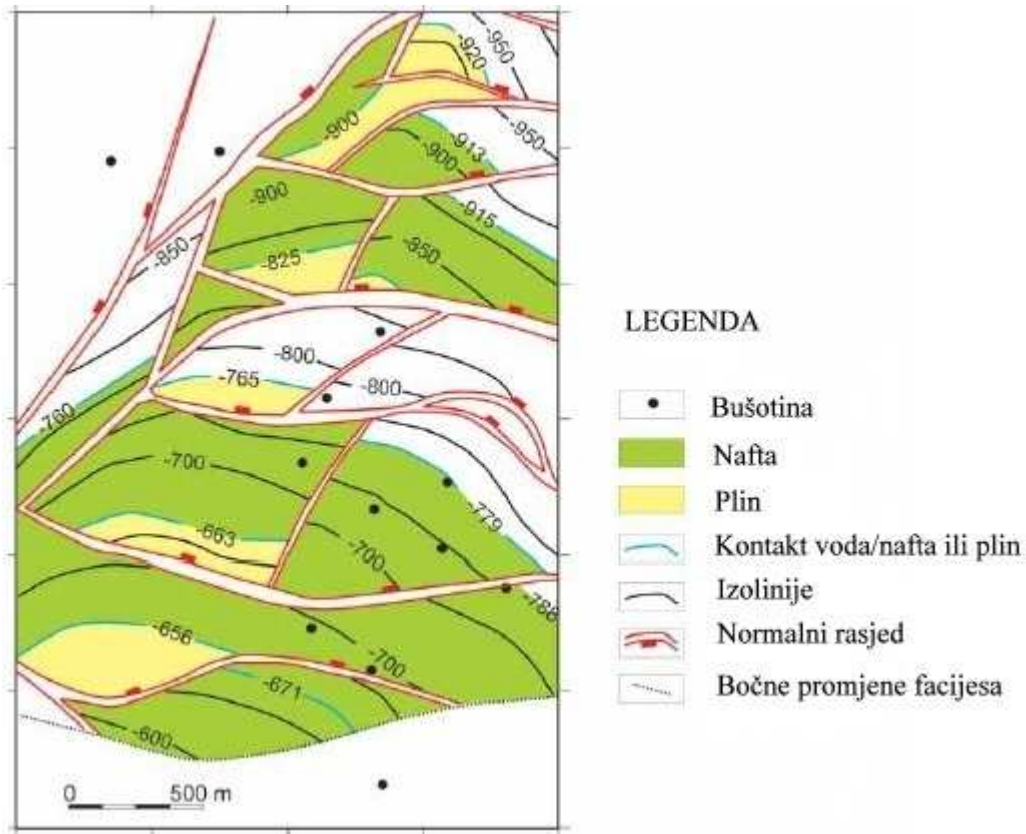 -950
-920
-900
-950
-913
-900
-900
-915
-850
-825
-850
-800
-765
-800
-760
-700
-779
-663
-700
-788
-656
-700
-671
-600
0 500 m
LEGENDA
Bušotina
Nafta
Plin
Kontakt voda/nafta ili plin
Izolinije
Normalni rasjed
Bočne promjene facijesa